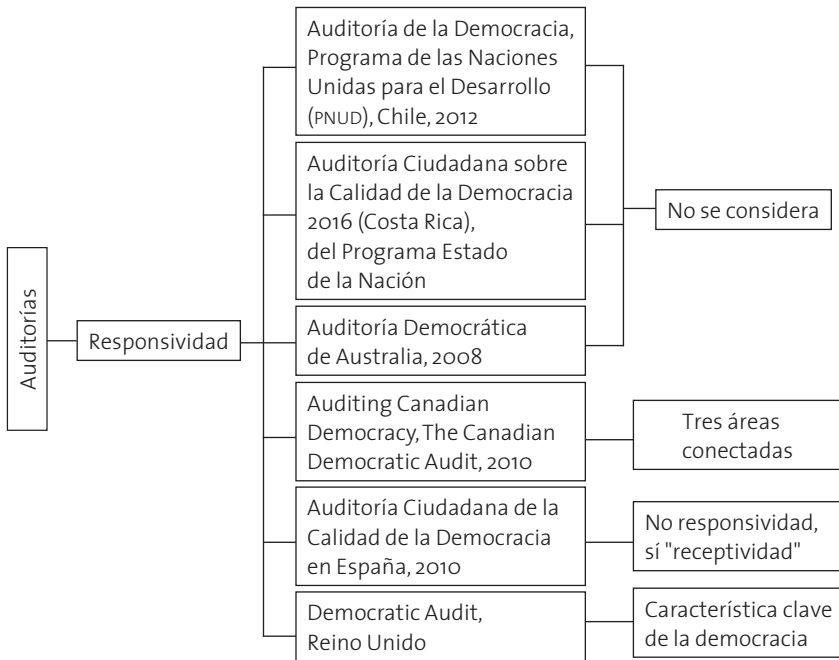 Auditorías
Responsividad
Auditoría de la Democracia,
Programa de las Naciones
Unidas para el Desarrollo
(PNUD), Chile, 2012
Auditoría Ciudadana sobre
la Calidad de la Democracia
2016 (Costa Rica),
del Programa Estado
de la Nación
Auditoría Democrática
de Australia, 2008
No se considera
Auditing Canadian
Democracy, The Canadian
Democratic Audit, 2010
Tres áreas
conectadas
Auditoría Ciudadana de la
Calidad de la Democracia
en España, 2010
No responsividad,
sí "receptividad"
Democratic Audit,
Reino Unido
Característica clave
de la democracia